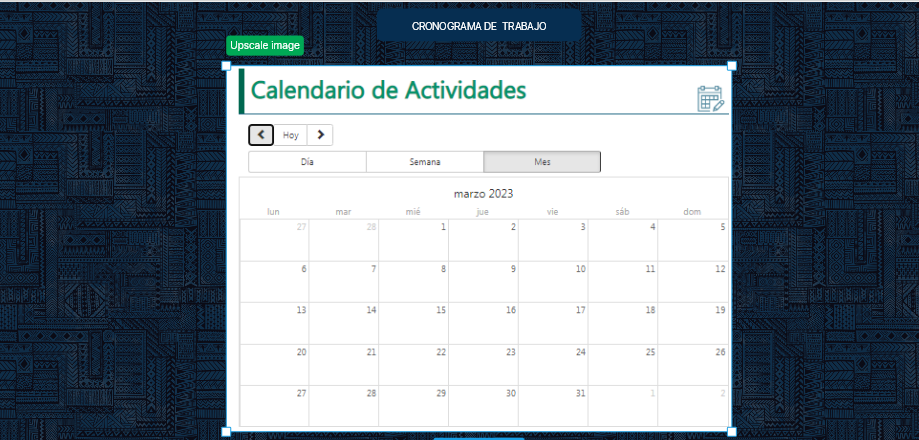 CRONOGRAMA DE TRABAJO
Upscale image
Calendario de Actividades
Hoy
Día Semana Mes
marzo 2023
lun mar mié jue vie sáb dom
27 28 1 2 3 4 5
6 7 8 9 10 11 12
13 14 15 16 17 18 19
20 21 22 23 24 25 26
27 28 29 30 31 1 2